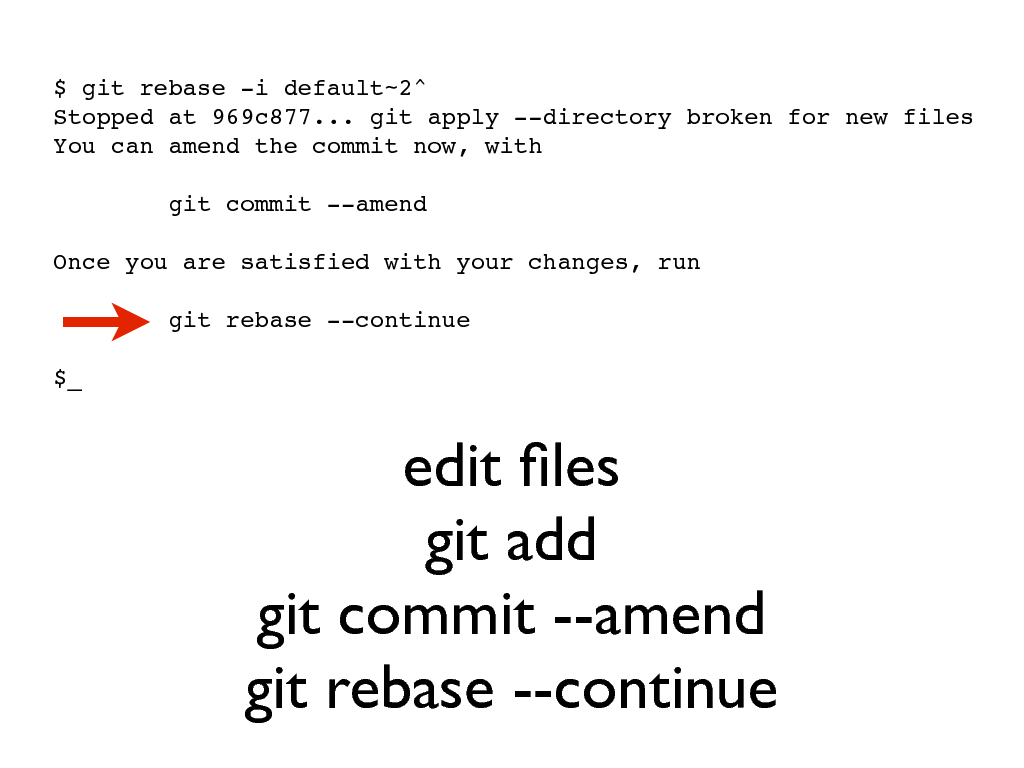 $ git rebase -i default~2^
Stopped at 969c877... git apply --directory broken for new files
You can amend the commit now, with
git commit --amend
Once you are satisfied with your changes, run
git rebase --continue
$_
edit files
git add
git commit --amend
git rebase --continue